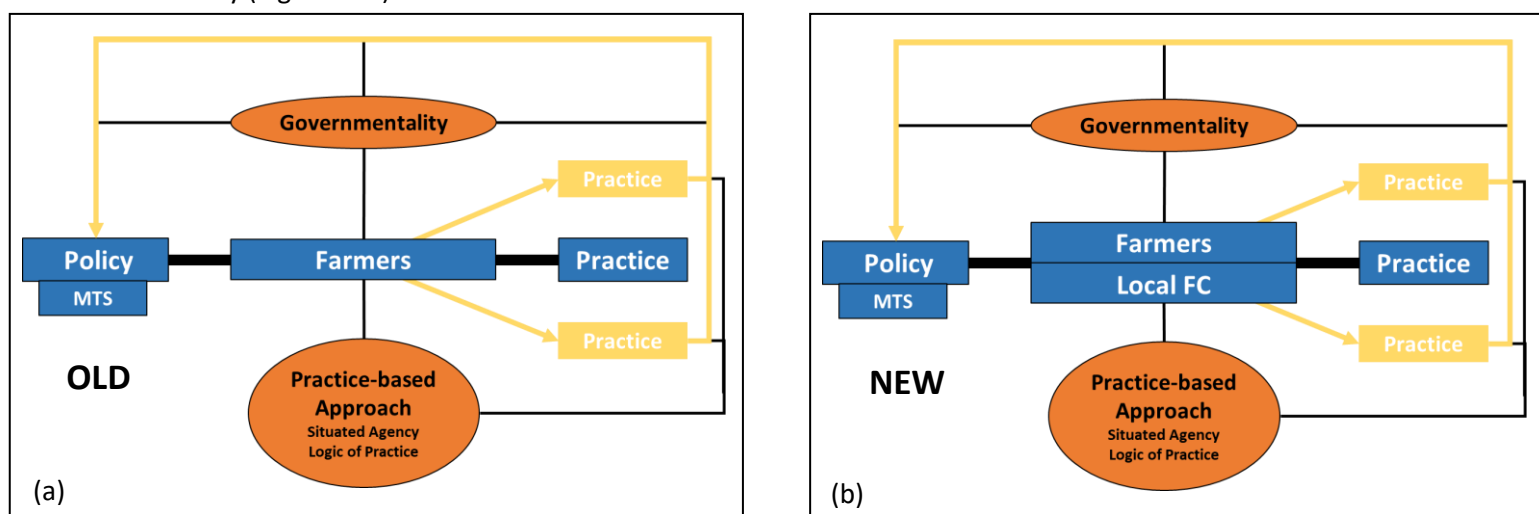 Governmentality
Practice
Policy
Farmers
Practice
MTS
Practice
OLD
Practice-based
Approach
Situated Agency
Logic of Practice
(a)
Governmentality
Practice
Policy
Farmers
Practice
MTS
Local FC
Practice
NEW
Practice-based
Approach
Situated Agency
Logic of Practice
(b)